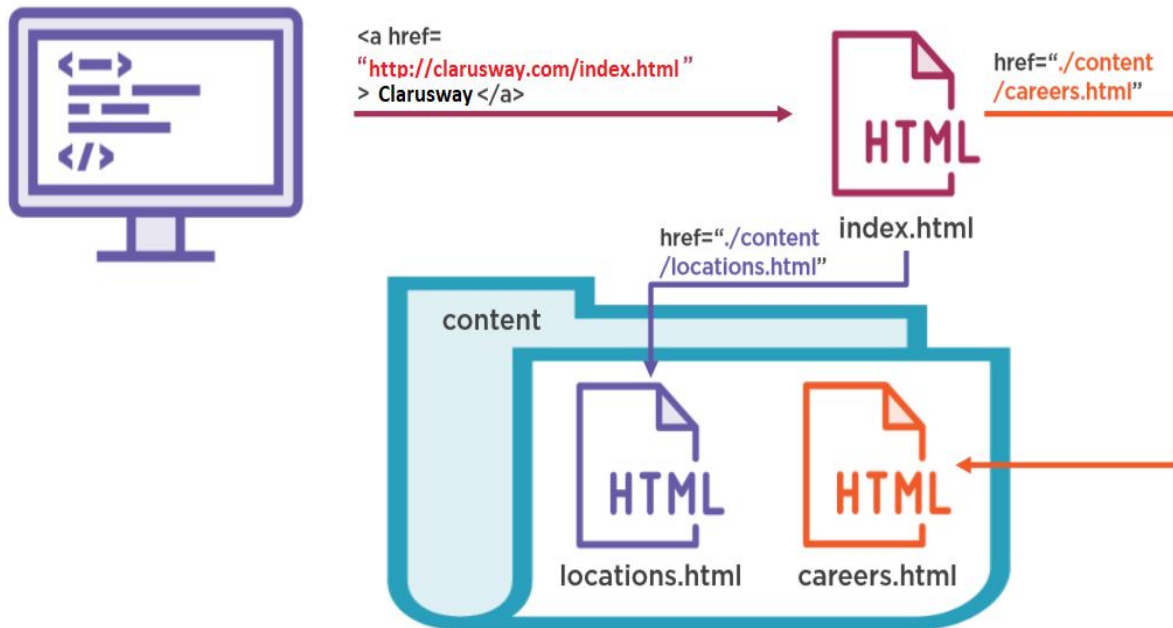 <a href=
“http://clarusway.com/index.html”
> Clarusway </a>
< >
</>
HTML
index.html
href=“./content
/careers.html”
href=“./content
/locations.html”
content
HTML
locations.html
HTML
careers.html